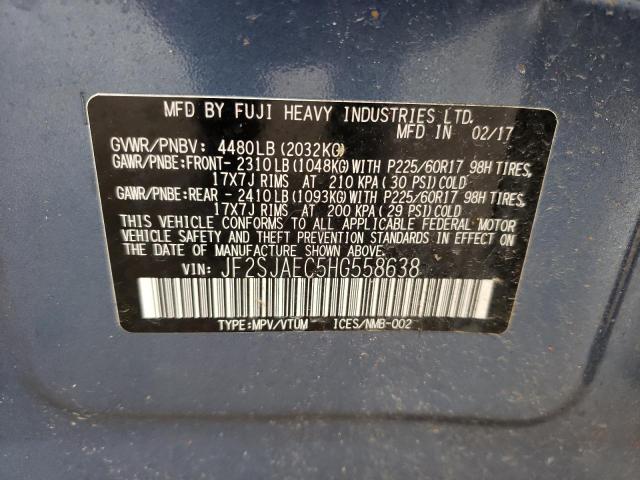 MFD BY FUJI HEAVY INDUSTRIES LTD.
MFD IN 02/17
GVWR/PNBV: 4480LB (2032KG)
GAWR/PNBE:FRONT- 2310LB (1048KG) WITH P225/60R17 98H TIRES,
17X7J RIMS AT 210 KPA (30 PSI) COLD
GAWR/PNBE:REAR - 2410LB (1093KG) WITH P225/60R17 98H TIRES,
17X7J RIMS AT 200 KPA (29 PSI) COLD
THIS VEHICLE CONFORMS TO ALL APPLICABLE FEDERAL MOTOR
VEHICLE SAFETY AND THEFT PREVENTION STANDARDS IN EFFECT ON
THE DATE OF MANUFACTURE SHOWN ABOVE.
VIN: JF2SJAEC5HG558638
TYPE:MPV/VTUM ICES/NMB-002